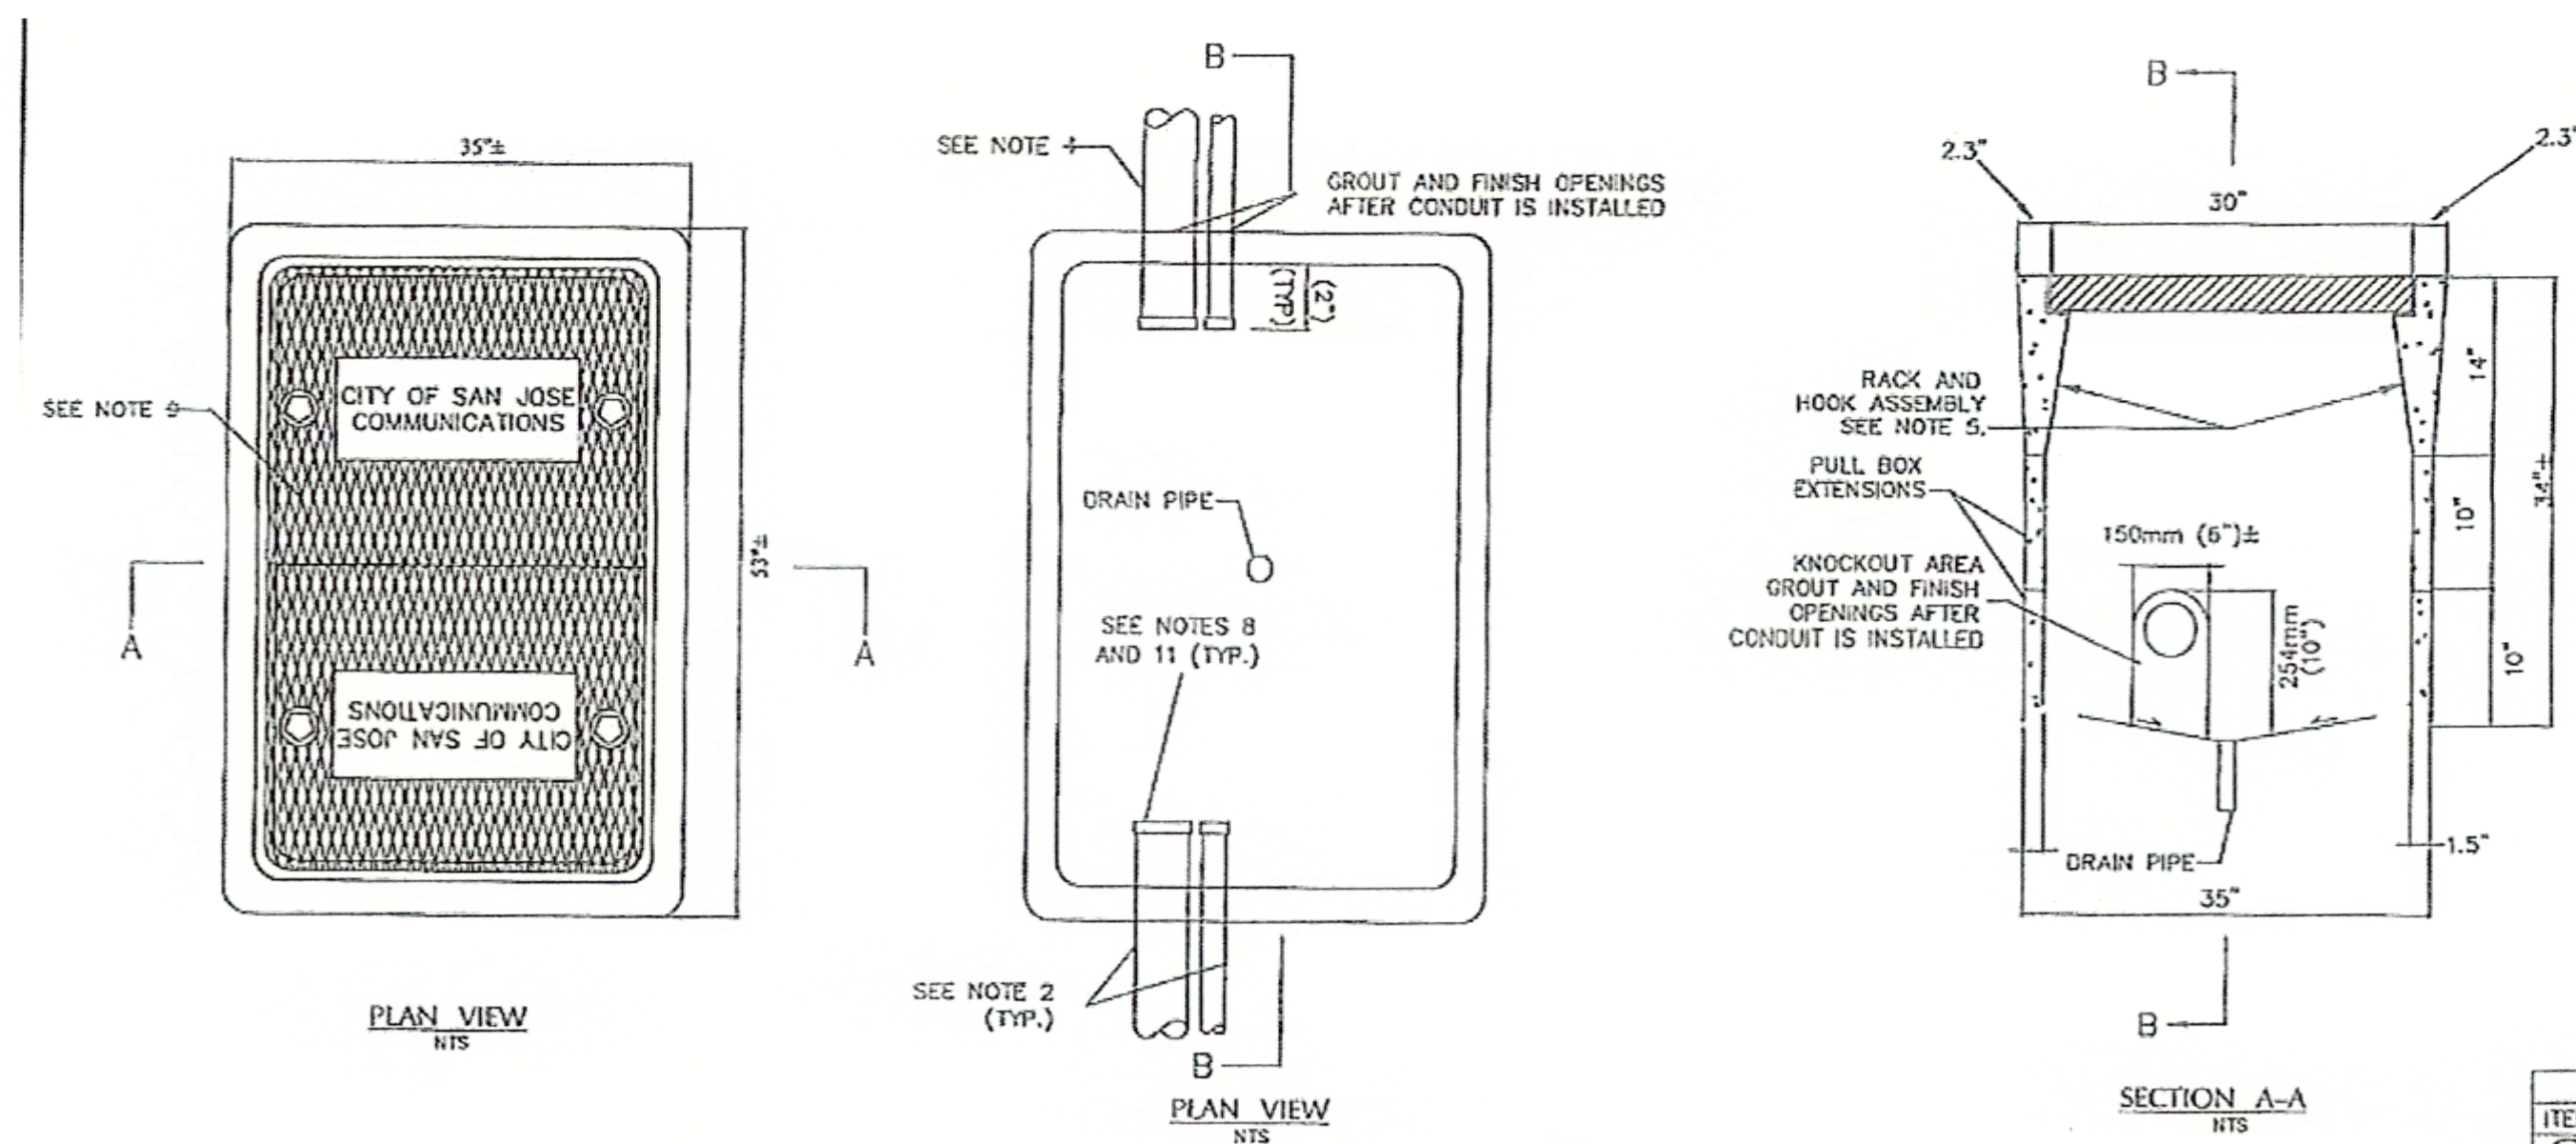 35"±
SEE NOTE 9
CITY OF SAN JOSE
COMMUNICATIONS
53"±
A
A
CITY OF SAN JOSE
COMMUNICATIONS
PLAN VIEW
NTS
B
SEE NOTE 4
GROUT AND FINISH OPENINGS
AFTER CONDUIT IS INSTALLED
(2")
(TYP)
DRAIN PIPE
SEE NOTES 8
AND 11 (TYP.)
SEE NOTE 2
(TYP.)
B
PLAN VIEW
NTS
B
2.3"
2.3"
30"
RACK AND
HOOK ASSEMBLY
SEE NOTE 5.
PULL BOX
EXTENSIONS
150mm (6")±
KNOCKOUT AREA
GROUT AND FINISH
OPENINGS AFTER
CONDUIT IS INSTALLED
254mm
(10")
14"
10"
34"±
10"
DRAIN PIPE
1.5"
35"
B
SECTION A-A
NTS